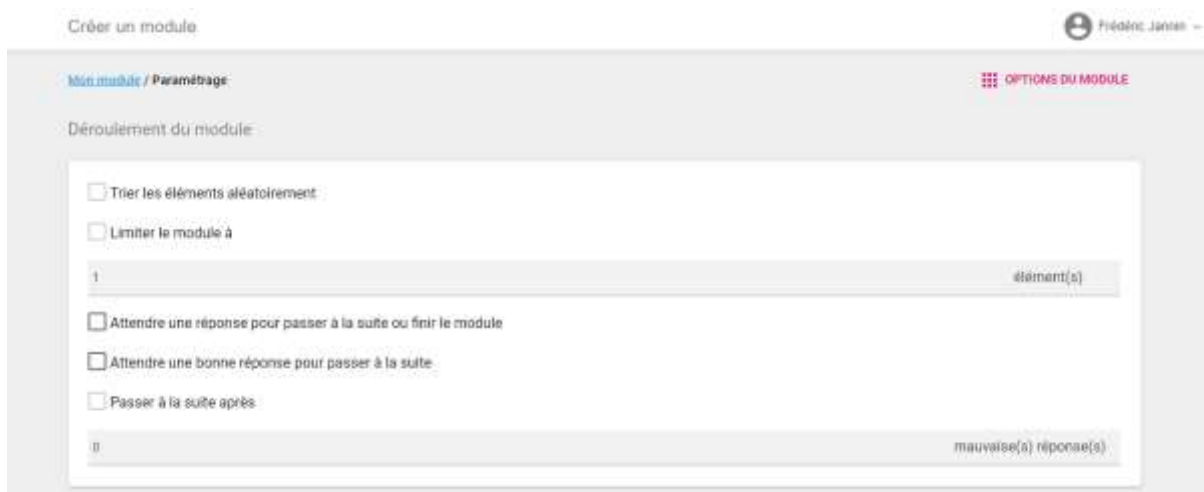 Créer un module
Frédéric Janren
Mon module / Paramétrage
OPTIONS DU MODULE
Déroulement du module
Trier les éléments aléatoirement
Limiter le module à
1 élément(s)
Attendre une réponse pour passer à la suite ou finir le module
Attendre une bonne réponse pour passer à la suite
Passer à la suite après
0 mauvaise(s) réponse(s)